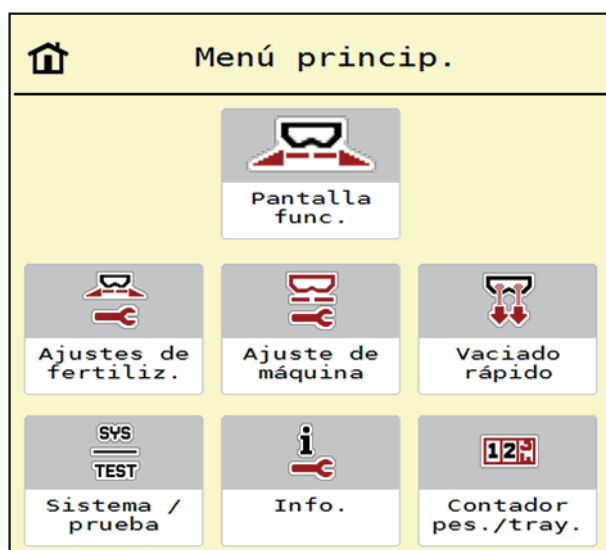 Menú princip.
Pantalla
func.
Ajustes de
fertiliz.
Ajuste de
máquina
Vaciado
rápido
SYS
TEST
Sistema /
prueba
i
Info.
12
Contador
pes./tray.